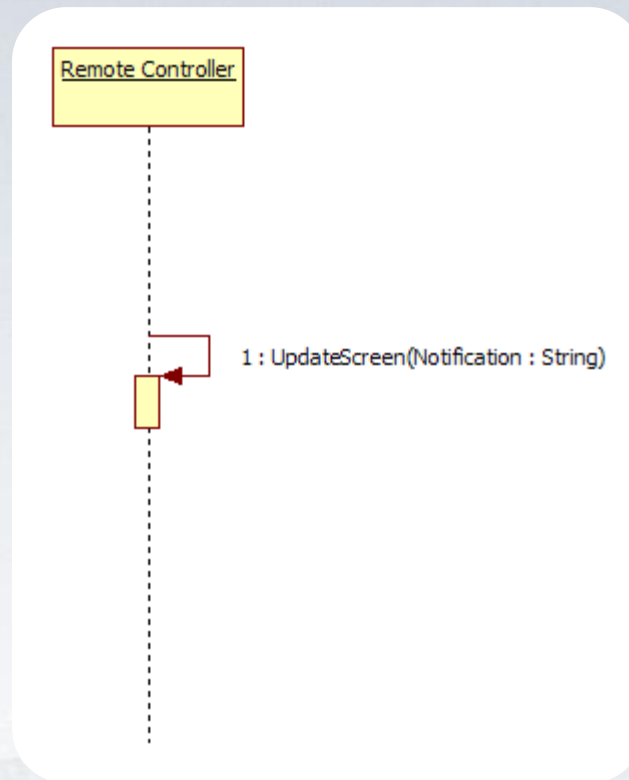 Remote Controller
1 : UpdateScreen(Notification : String)